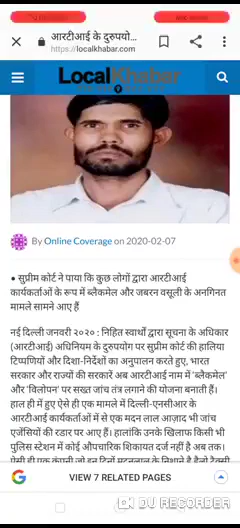 आरटीआई के दुरुपयो...
https://localkhabar.com
LocalKhabar
By Online Coverage on 2020-02-07
• सुप्रीम कोर्ट ने पाया कि कुछ लोगों द्वारा आरटीआई
कार्यकर्ताओं के रूप में ब्लैकमेल और जबरन वसूली के अनगिनत
मामले सामने आए हैं
नई दिल्ली जनवरी २०२० : निहित स्वार्थों द्वारा सूचना के अधिकार
(आरटीआई) अधिनियम के दुरुपयोग पर सुप्रीम कोर्ट की हालिया
टिप्पणियों और दिशा-निर्देशों का अनुपालन करते हुए, भारत
सरकार और राज्यों की सरकारें अब आरटीआई नाम में 'ब्लैकमेल'
और 'विलोपन' पर सख्त जांच तंत्र लगाने की योजना बनाती हैं।
हाल ही में हुए ऐसे ही एक मामले में दिल्ली-एनसीआर के
आरटीआई कार्यकर्ताओं में से एक मदन लाल आज़ाद भी जांच
एजेंसियों की रडार पर आए हैं। हालांकि उनके खिलाफ किसी भी
पुलिस स्टेशन में कोई औपचारिक शिकायत दर्ज नहीं है अब तक।
VIEW 7 RELATED PAGES
DU RECORDER